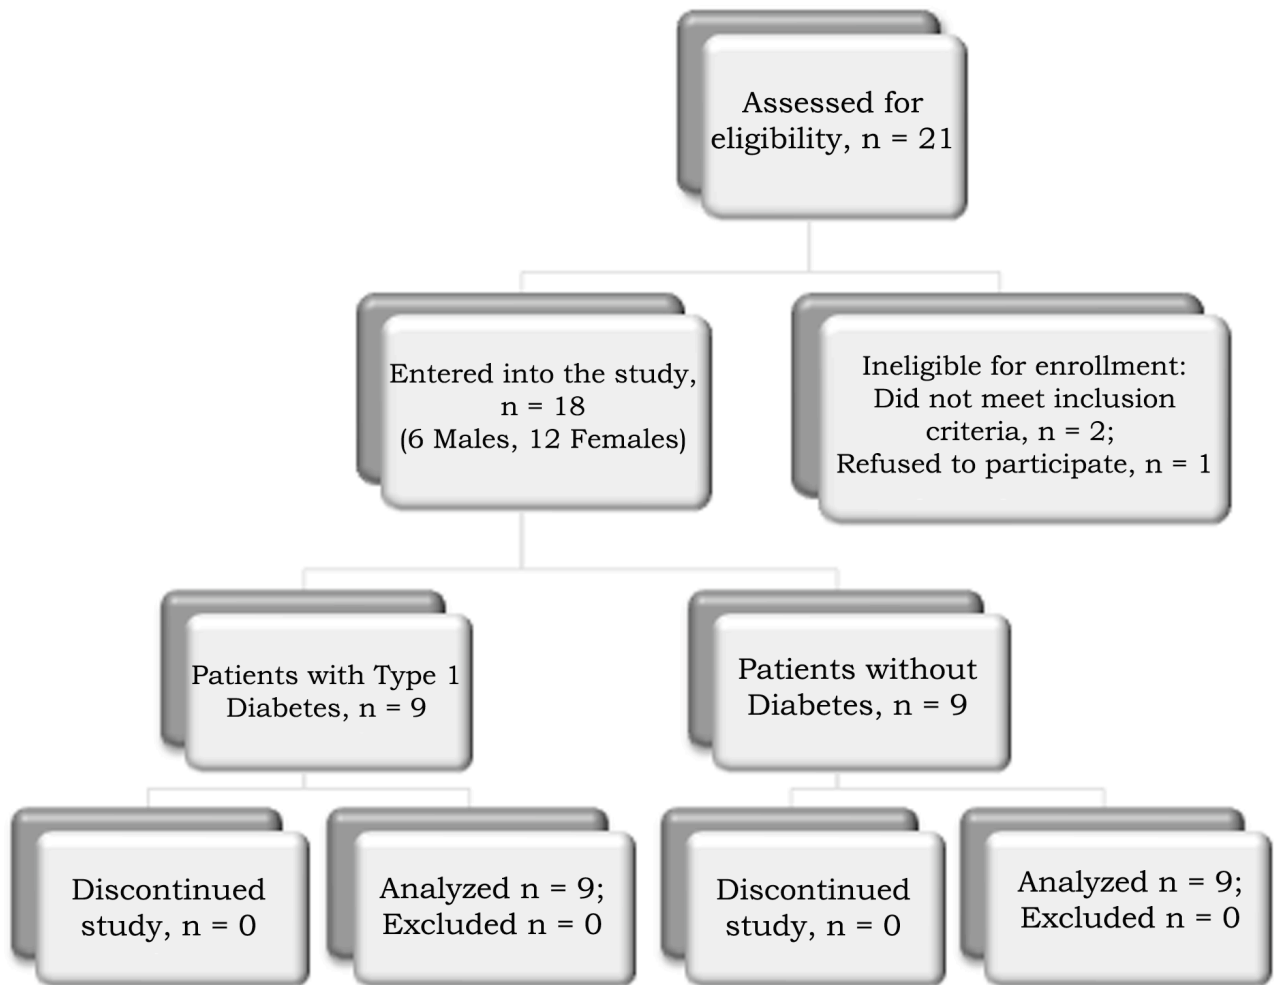 Assessed for
eligibility, n = 21
Entered into the study,
n = 18
(6 Males, 12 Females)
Ineligible for enrollment:
Did not meet inclusion
criteria, n = 2;
Refused to participate, n = 1
Patients with Type 1
Diabetes, n = 9
Patients without
Diabetes, n = 9
Discontinued
study, n = 0
Analyzed n = 9;
Excluded n = 0
Discontinued
study, n = 0
Analyzed n = 9;
Excluded n = 0